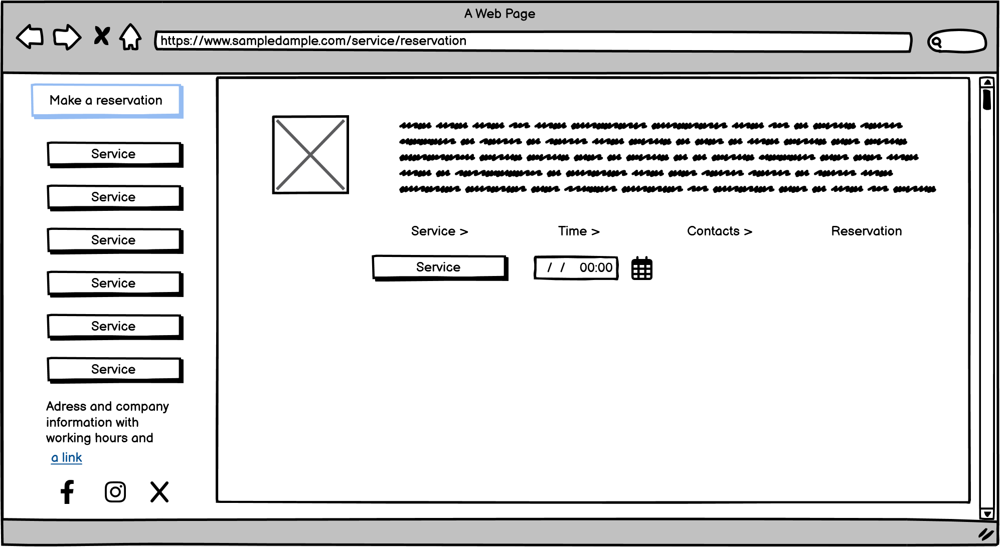 A Web Page
https://www.sampledample.com/service/reservation
Make a reservation
Service
Service
Service
Service
Service
Service
Adress and company
information with
working hours and
a link
Service >
Time >
Contacts >
Reservation
Service
/ / 00:00